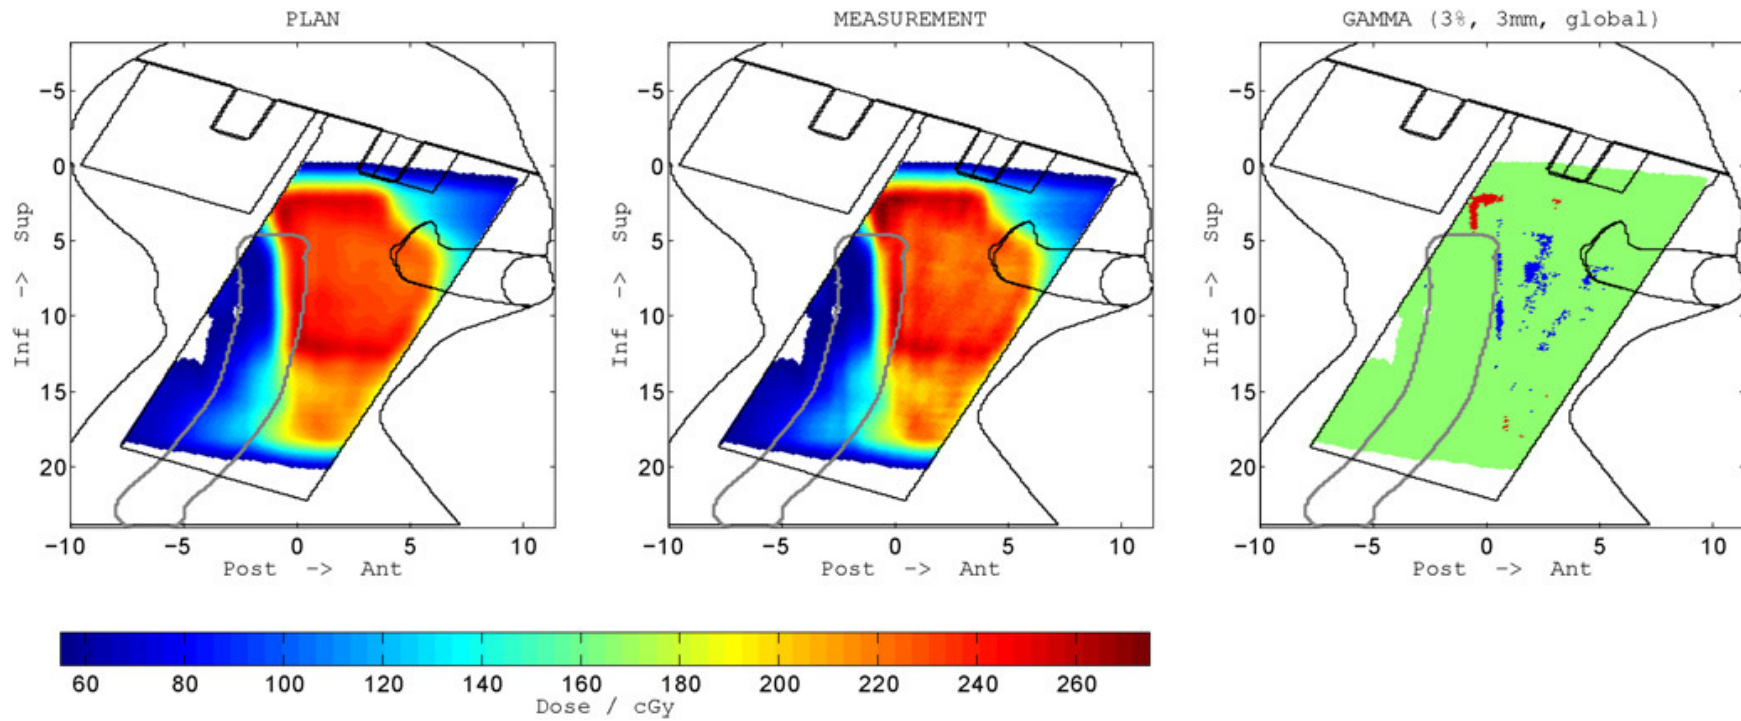 PLAN
MEASUREMENT
GAMMA (3%, 3mm, global)
Inf -> Sup
−5
0
5
10
15
20
−10 −5 0 5 10
Post -> Ant
Inf -> Sup
−5
0
5
10
15
20
−10 −5 0 5 10
Post -> Ant
Inf -> Sup
−5
0
5
10
15
20
−10 −5 0 5 10
Post -> Ant
60 80 100 120 140 160 180 200 220 240 260
Dose / cGy